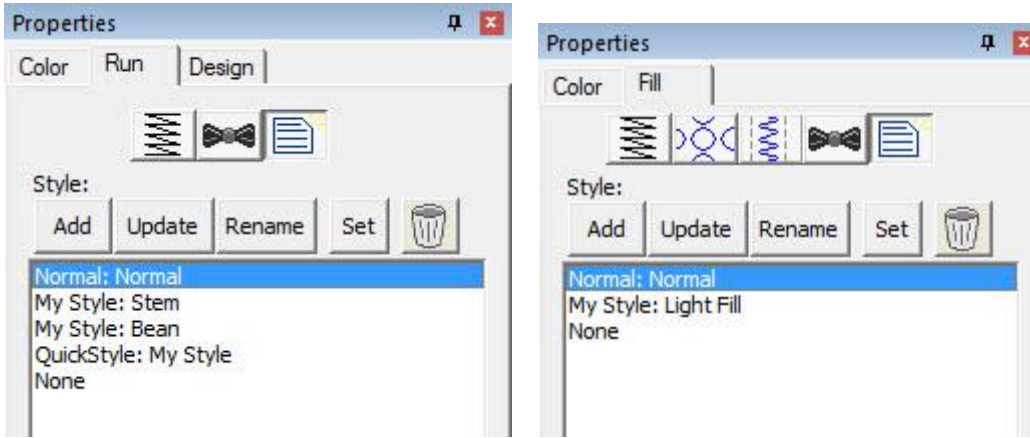 Properties
Color Run Design
Style:
Add Update Rename Set
Normal: Normal
My Style: Stem
My Style: Bean
QuickStyle: My Style
None
Properties
Color Fill
Style:
Add Update Rename Set
Normal: Normal
My Style: Light Fill
None